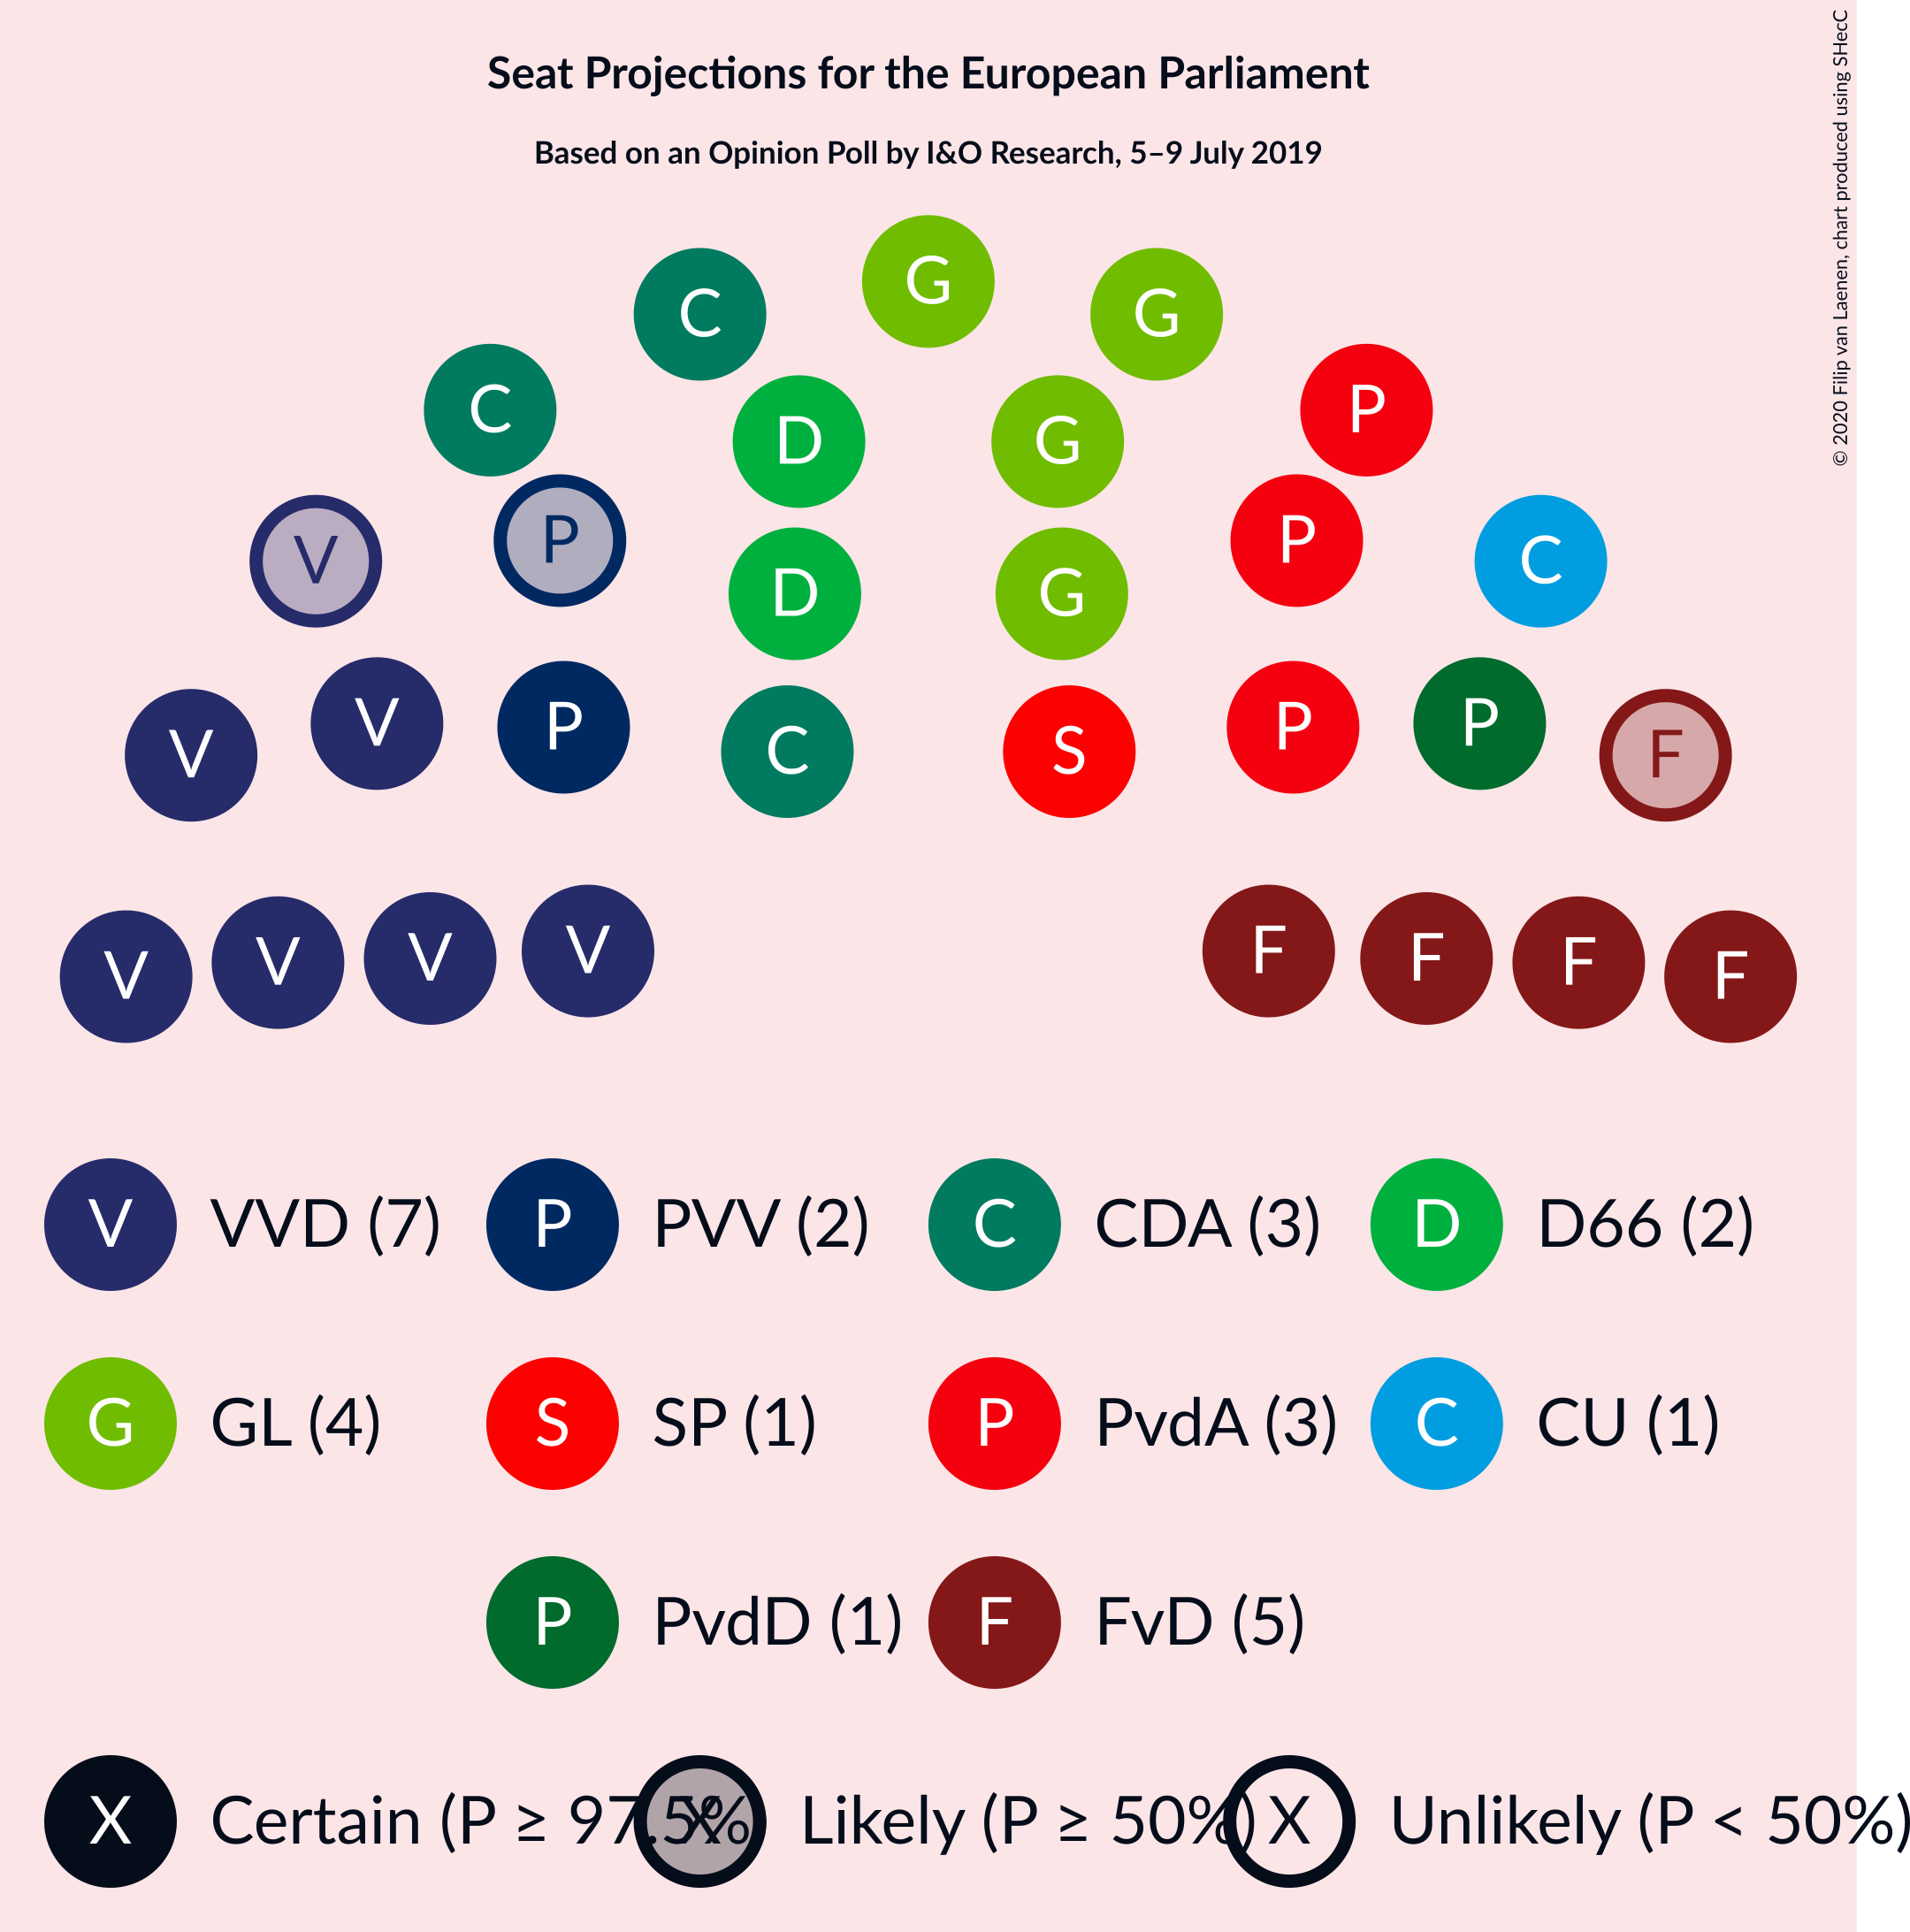 Seat Projections for the European Parliament
Based on an Opinion Poll by I&O Research, 5–9 July 2019
© 2020 Filip van Laenen, chart produced using SHecC
G
C G
C P
D G
P P
V C
D G
V P P P
V C S F
F V V F
V V F F
V VVD (7) P PVV (2) C CDA (3) D D66 (2)
G GL (4) S SP (1) P PvdA (3) C CU (1)
P PvdD (1) F FvD (5)
X Certain (P ≥ 97.5%) X Likely (P ≥ 50%) X Unlikely (P < 50%)